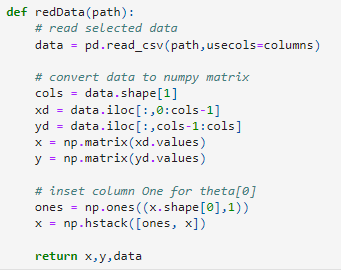 def redData(path):
    # read selected data
    data = pd.read_csv(path,usecols=columns)

    # convert data to numpy matrix
    cols = data.shape[1]
    xd = data.iloc[:,0:cols-1]
    yd = data.iloc[:,cols-1:cols]
    x = np.matrix(xd.values)
    y = np.matrix(yd.values)

    # inset column One for theta[0]
    ones = np.ones((x.shape[0],1))
    x = np.hstack([ones, x])

    return x,y,data